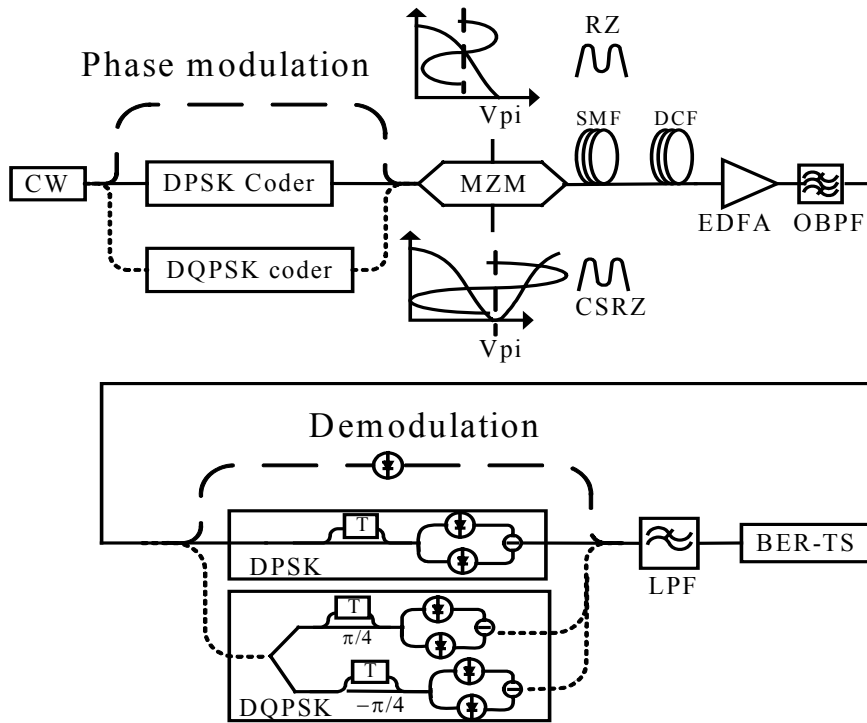 RZ
Phase modulation
Vpi
SMF
DCF
CW
DPSK Coder
MZM
EDFA
OBPF
DQPSK coder
CSRZ
Vpi
Demodulation
T
DPSK
LPF
BER-TS
T
π/4
T
DQPSK
−π/4